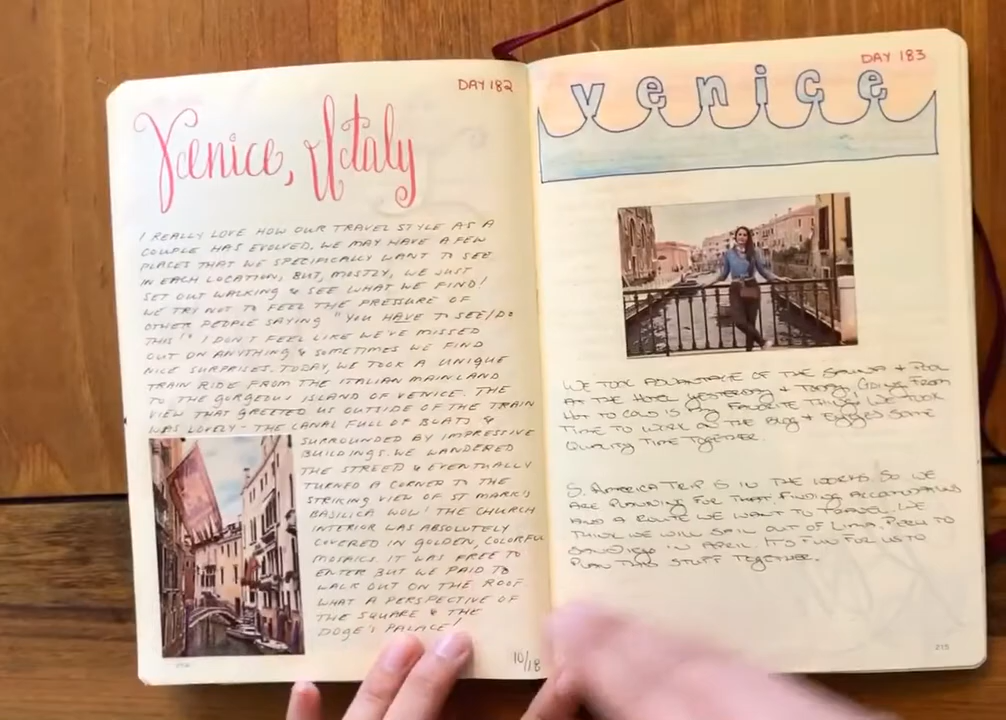 DAY 182
Venice, Italy
I REALLY LOVE HOW OUR TRAVEL STYLE AS A
COUPLE HAS EVOLVED. WE MAY HAVE A FEW
PLACES THAT WE SPECIFICALLY WANT TO SEE
IN EACH LOCATION, BUT, MOSTLY, WE JUST
SET OUT WALKING & SEE WHAT WE FIND!
WE TRY NOT TO FEEL THE PRESSURE OF
OTHER PEOPLE SAYING "YOU HAVE TO SEE/DO
THIS!" I DON'T FEEL LIKE WE'VE MISSED
OUT ON ANYTHING & SOMETIMES WE FIND
NICE SURPRISES. TODAY, WE TOOK A UNIQUE
TRAIN RIDE FROM THE ITALIAN MAINLAND
TO THE GORGEOUS ISLAND OF VENICE. THE
VIEW THAT GREETED US OUTSIDE OF THE TRAIN
WAS LOVELY - THE CANAL FULL OF BOATS &
SURROUNDED BY IMPRESSIVE
BUILDINGS. WE WANDERED
THE STREETS & EVENTUALLY
TURNED A CORNER TO THE
STRIKING VIEW OF ST MARK'S
BASILICA WOW! THE CHURCH
INTERIOR WAS ABSOLUTELY
COVERED IN GOLDEN, COLORFUL
MOSAICS. IT WAS FREE TO
ENTER BUT WE PAID TO
WALK OUT ON THE ROOF
WHAT A PERSPECTIVE OF
THE SQUARE & THE
DOGE'S PALACE!
10/18
DAY 183
venice
WE TOOK ADVANTAGE OF THE SAUNA & POOL
AT THE HOTEL YESTERDAY & TODAY. GOING FROM
HOT TO COLD IS MY FAVORITE THING! WE TOOK
TIME TO WORK ON THE BLOG & ENJOYED SOME
QUALITY TIME TOGETHER.
S. AMERICA TRIP IS IN THE WORKS. SO WE
ARE PLANNING FOR THAT. FINDING
AND A ROUTE WE WANT TO TRAVEL. WE
THINK WE WILL SAIL OUT OF LIMA, PERU TO
IN APRIL. IT'S FUN FOR US TO
PLAN THIS STUFF TOGETHER.